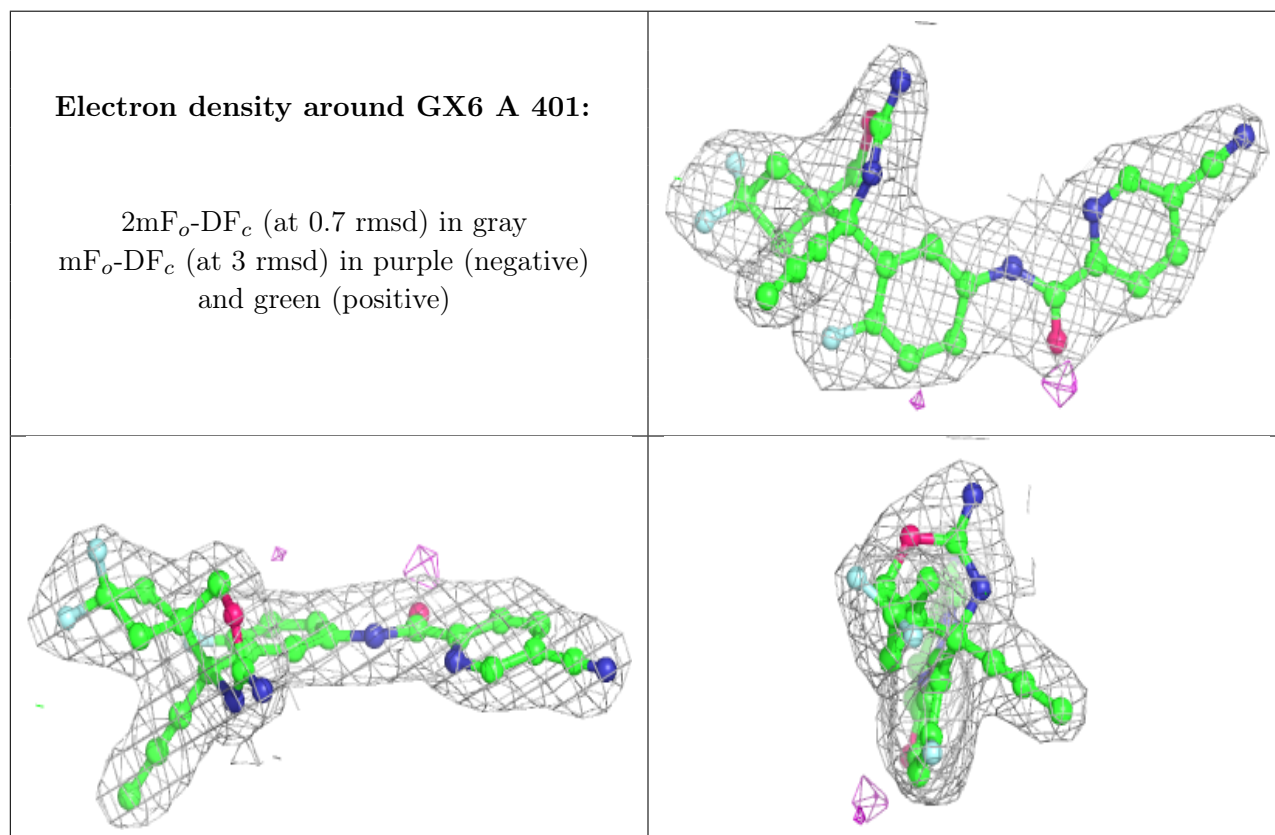 Electron density around GX6 A 401:
2mFo-DFc (at 0.7 rmsd) in gray
mFo-DFc (at 3 rmsd) in purple (negative)
and green (positive)